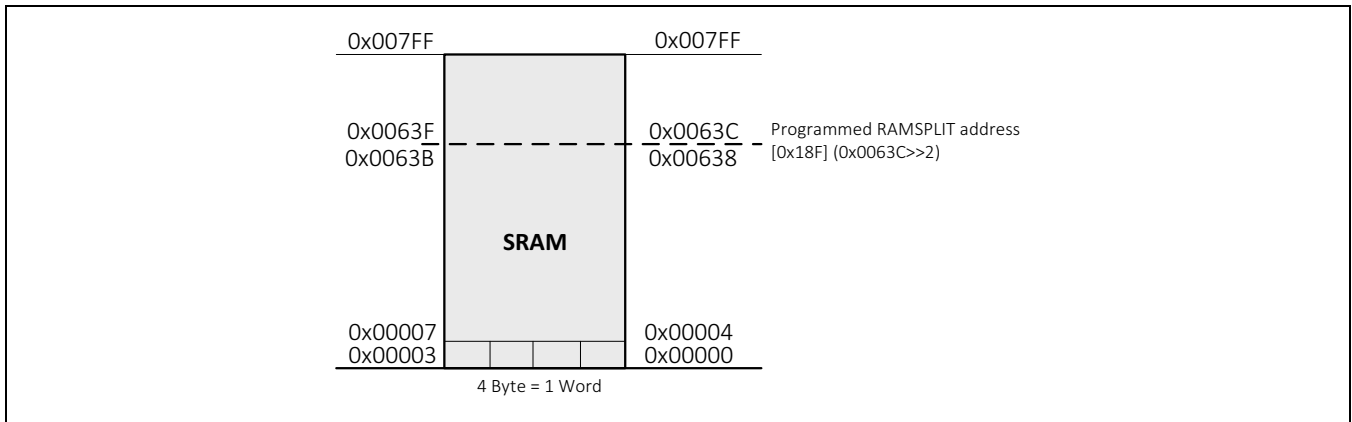 0x007FF 0x007FF
0x0063F 0x0063C Programmed RAMSPLIT address
0x0063B 0x00638 [0x18F] (0x0063C>>2)
SRAM
0x00007 0x00004
0x00003 0x00000
4 Byte = 1 Word